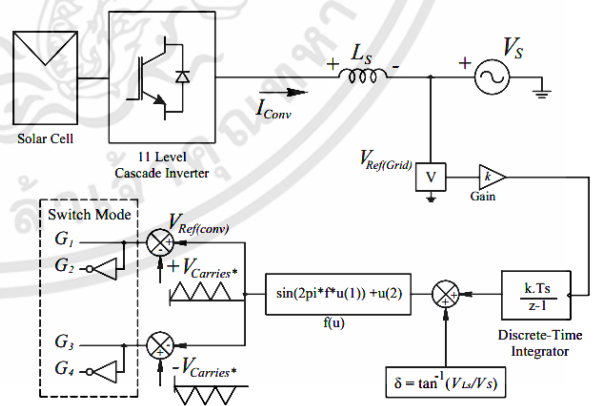 Solar Cell
11 Level
Cascade Inverter
I_Conv
+ L_S -
+ V_S
V_Ref(Grid)
V
k
Gain
Switch Mode
G_1
G_2
G_3
G_4
V_Ref(conv)
+
-
+V_Carries*
-
+
-V_Carries*
sin(2pi*f*u(1)) +u(2)
f(u)
+
+
k.Ts
z-1
Discrete-Time
Integrator
δ = tan^-1 (V_Ls/V_S)